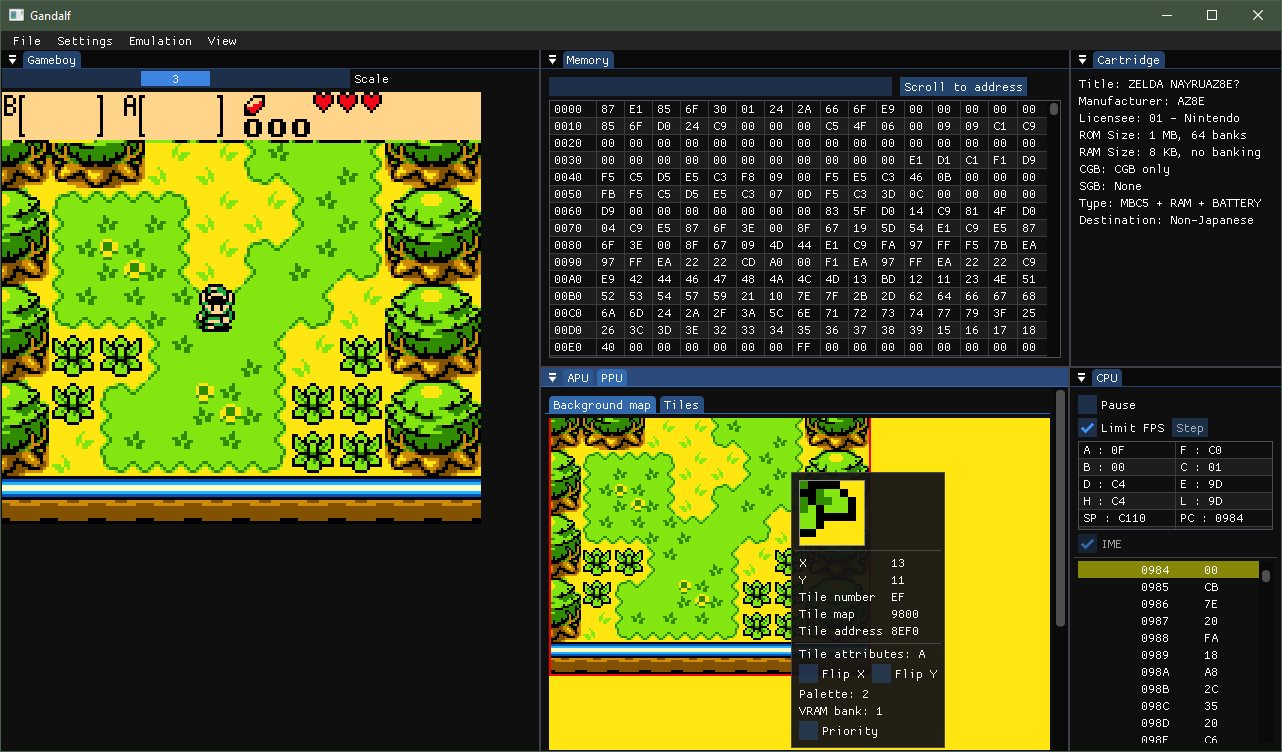 Gandalf
File Settings Emulation View
Gameboy
3 Scale
B[ ] A[ ]
000
Memory
Scroll to address
0000 87 E1 85 6F 30 01 24 2A 66 6F E9 00 00 00 00 00
0010 85 6F D0 24 C9 00 00 00 C5 4F 06 00 09 09 C1 C9
0020 00 00 00 00 00 00 00 00 00 00 00 00 00 00 00 00
0030 00 00 00 00 00 00 00 00 00 00 00 E1 D1 C1 F1 D9
0040 F5 C5 D5 E5 C3 F8 09 00 F5 E5 C3 46 0B 00 00 00
0050 FB F5 C5 D5 E5 C3 07 0D F5 C3 3D 0C 00 00 00 00
0060 D9 00 00 00 00 00 00 00 83 5F D0 14 C9 81 4F D0
0070 04 C9 E5 87 6F 3E 00 8F 67 19 5D 54 E1 C9 E5 87
0080 6F 3E 00 8F 67 09 4D 44 E1 C9 FA 97 FF F5 7B EA
0090 97 FF EA 22 22 CD A0 00 F1 EA 97 FF EA 22 22 C9
00A0 E9 42 44 46 47 48 4A 4C 4D 13 BD 12 11 23 4E 51
00B0 52 53 54 57 59 21 10 7E 7F 2B 2D 62 64 66 67 68
00C0 6A 6D 24 2A 2F 3A 5C 6E 71 72 73 74 77 79 3F 25
00D0 26 3C 3D 3E 32 33 34 35 36 37 38 39 15 16 17 18
00E0 40 00 00 00 00 00 00 FF 00 00 00 00 00 00 00 00
Cartridge
Title: ZELDA NAYRUAZ8E?
Manufacturer: AZ8E
Licensee: 01 - Nintendo
ROM Size: 1 MB, 64 banks
RAM Size: 8 KB, no banking
CGB: CGB only
SGB: None
Type: MBC5 + RAM + BATTERY
Destination: Non-Japanese
APU PPU
Background map Tiles
X 13
Y 11
Tile number EF
Tile map 9800
Tile address 8EF0
Tile attributes: A
Flip X Flip Y
Palette: 2
VRAM bank: 1
Priority
CPU
Pause
Limit FPS Step
A : 0F F : C0
B : 00 C : 01
D : C4 E : 9D
H : C4 L : 9D
SP : C110 PC : 0984
IME
0984 00
0985 CB
0986 7E
0987 20
0988 FA
0989 18
098A A8
098B 2C
098C 35
098D 20
098E C6